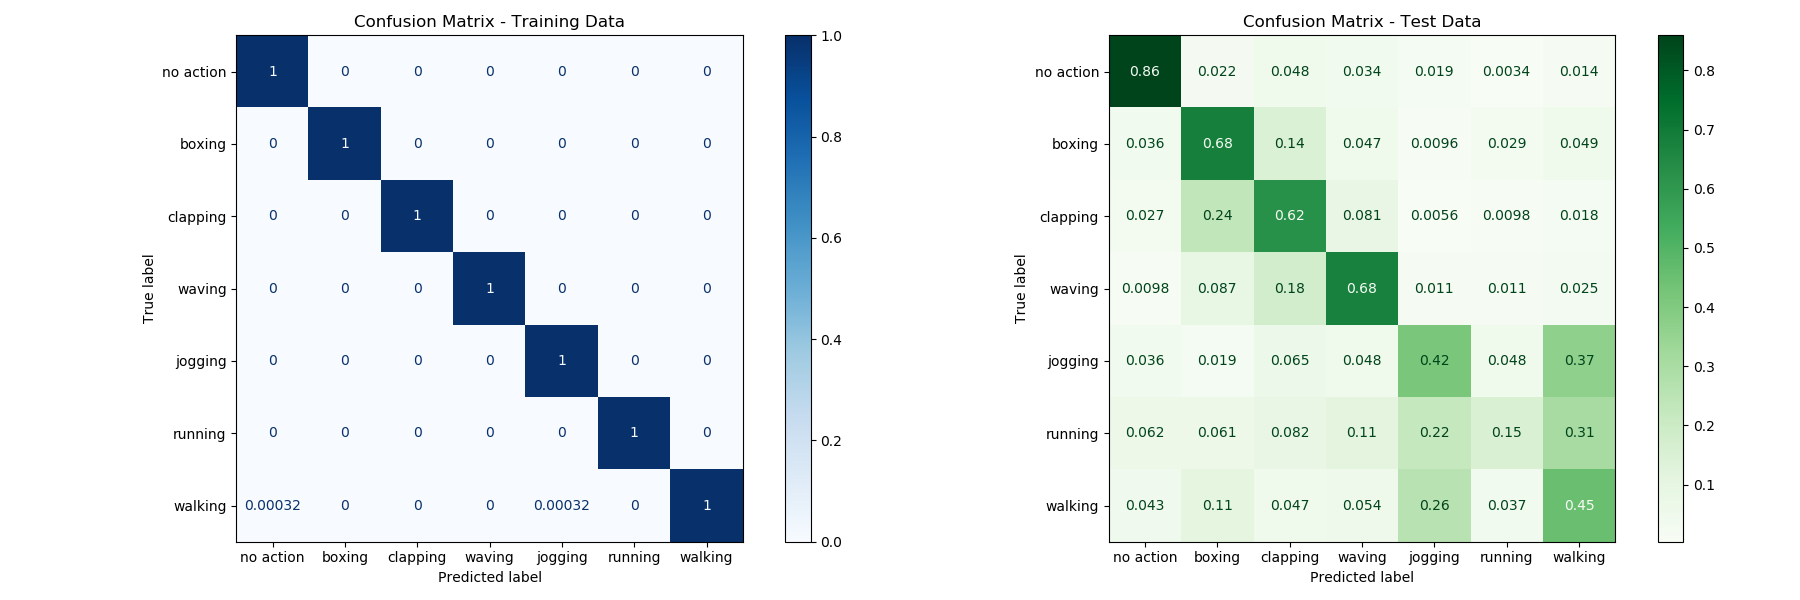 Confusion Matrix - Training Data
no action 1 0 0 0 0 0 0
boxing 0 1 0 0 0 0 0
clapping 0 0 1 0 0 0 0
waving 0 0 0 1 0 0 0
jogging 0 0 0 0 1 0 0
running 0 0 0 0 0 1 0
walking 0.00032 0 0 0 0.00032 0 1
no action boxing clapping waving jogging running walking
Predicted label
True label
1.0
0.8
0.6
0.4
0.2
0.0
Confusion Matrix - Test Data
no action 0.86 0.022 0.048 0.034 0.019 0.0034 0.014
boxing 0.036 0.68 0.14 0.047 0.0096 0.029 0.049
clapping 0.027 0.24 0.62 0.081 0.0056 0.0098 0.018
waving 0.0098 0.087 0.18 0.68 0.011 0.011 0.025
jogging 0.036 0.019 0.065 0.048 0.42 0.048 0.37
running 0.062 0.061 0.082 0.11 0.22 0.15 0.31
walking 0.043 0.11 0.047 0.054 0.26 0.037 0.45
no action boxing clapping waving jogging running walking
Predicted label
True label
0.8
0.7
0.6
0.5
0.4
0.3
0.2
0.1